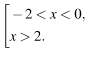 [−2 < x < 0,
x > 2.